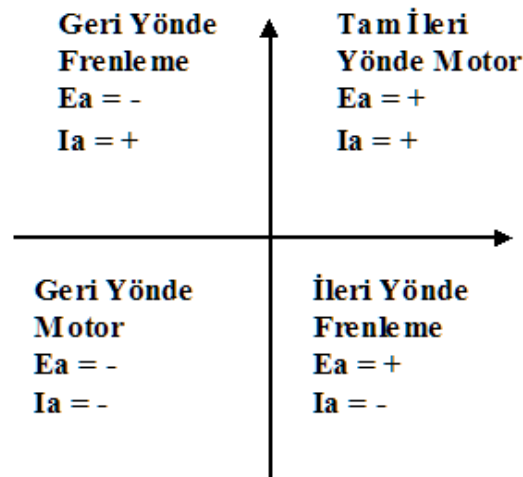 Geri Yönde
Frenleme
Ea = -
Ia = +
Tam İleri
Yönde Motor
Ea = +
Ia = +
Geri Yönde
Motor
Ea = -
Ia = -
İleri Yönde
Frenleme
Ea = +
Ia = -